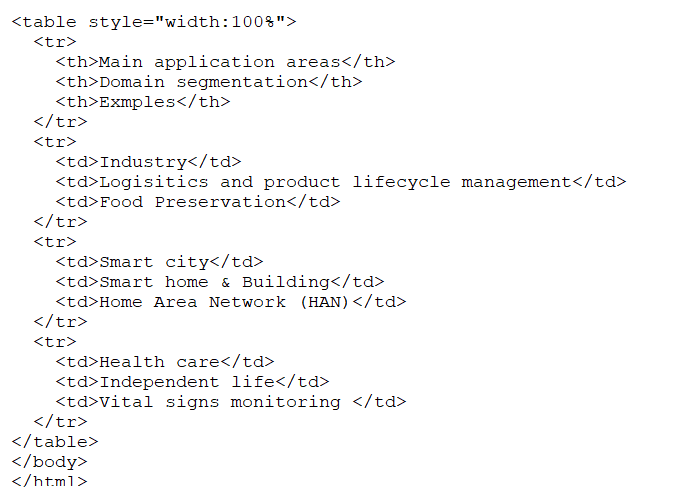 <table style="width:100%">
  <tr>
    <th>Main application areas</th>
    <th>Domain segmentation</th>
    <th>Exmples</th>
  </tr>
  <tr>
    <td>Industry</td>
    <td>Logisitics and product lifecycle management</td>
    <td>Food Preservation</td>
  </tr>
  <tr>
    <td>Smart city</td>
    <td>Smart home & Building</td>
    <td>Home Area Network (HAN)</td>
  </tr>
  <tr>
    <td>Health care</td>
    <td>Independent life</td>
    <td>Vital signs monitoring </td>
  </tr>
</table>
</body>
</html>